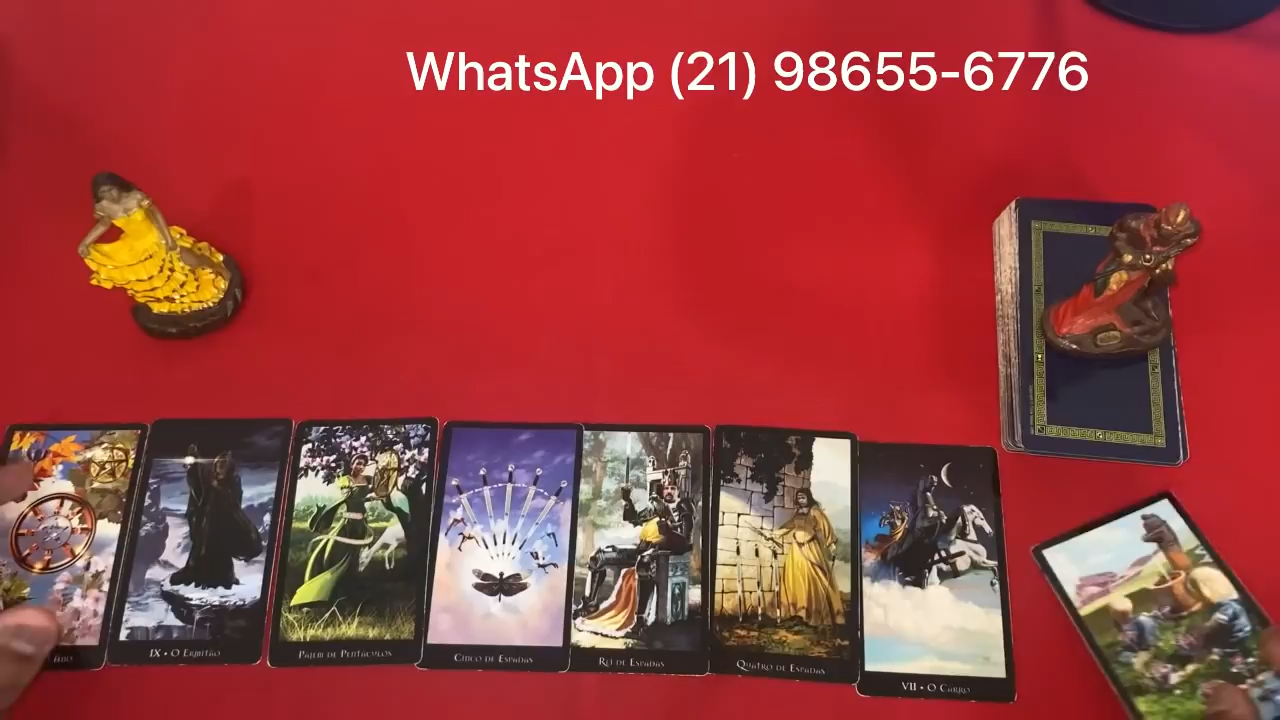 WhatsApp (21) 98655-6776
IX • O Ermitão
Pajem de Pentáculos
Cinco de Espadas
Rei de Espadas
Quatro de Espadas
VII • O Carro